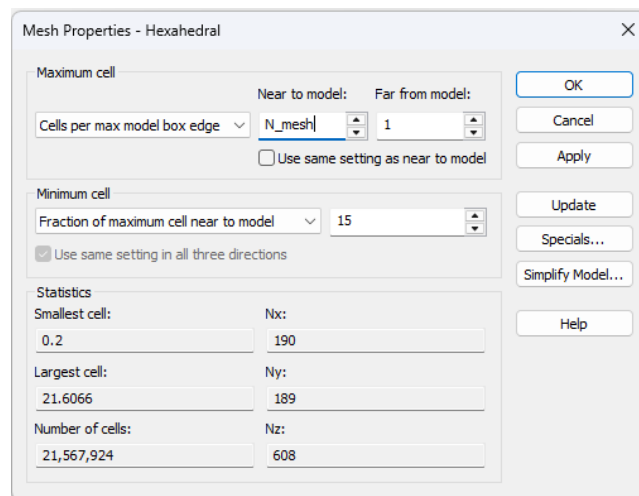 Mesh Properties - Hexahedral
Maximum cell
Near to model: Far from model:
Cells per max model box edge N_mesh 1
Use same setting as near to model
Minimum cell
Fraction of maximum cell near to model 15
Use same setting in all three directions
Statistics
Smallest cell: Nx:
0.2 190
Largest cell: Ny:
21.6066 189
Number of cells: Nz:
21,567,924 608
OK
Cancel
Apply
Update
Specials...
Simplify Model...
Help